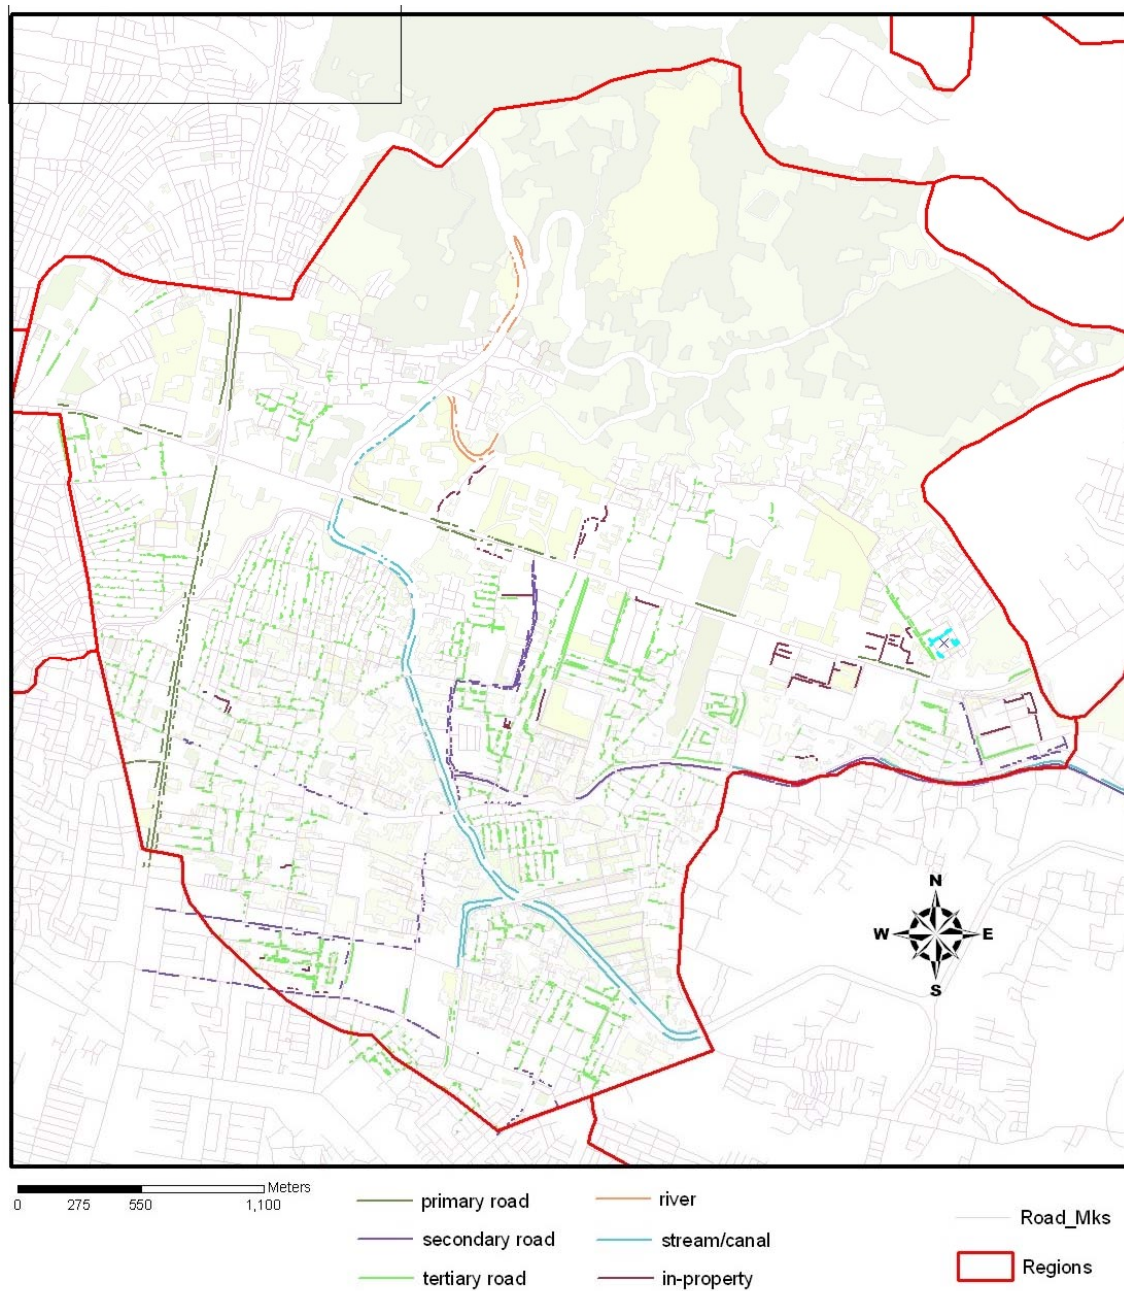 N
W E
S
Meters
0 275 550 1,100
primary road
river
Road_Mks
secondary road
stream/canal
tertiary road
in-property
Regions